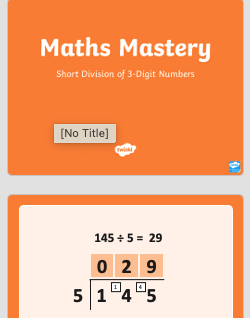 Maths Mastery
Short Division of 3-Digit Numbers
[No Title]
twinkl
145 ÷ 5 = 29
0 2 9
5 1 1 4 4 5